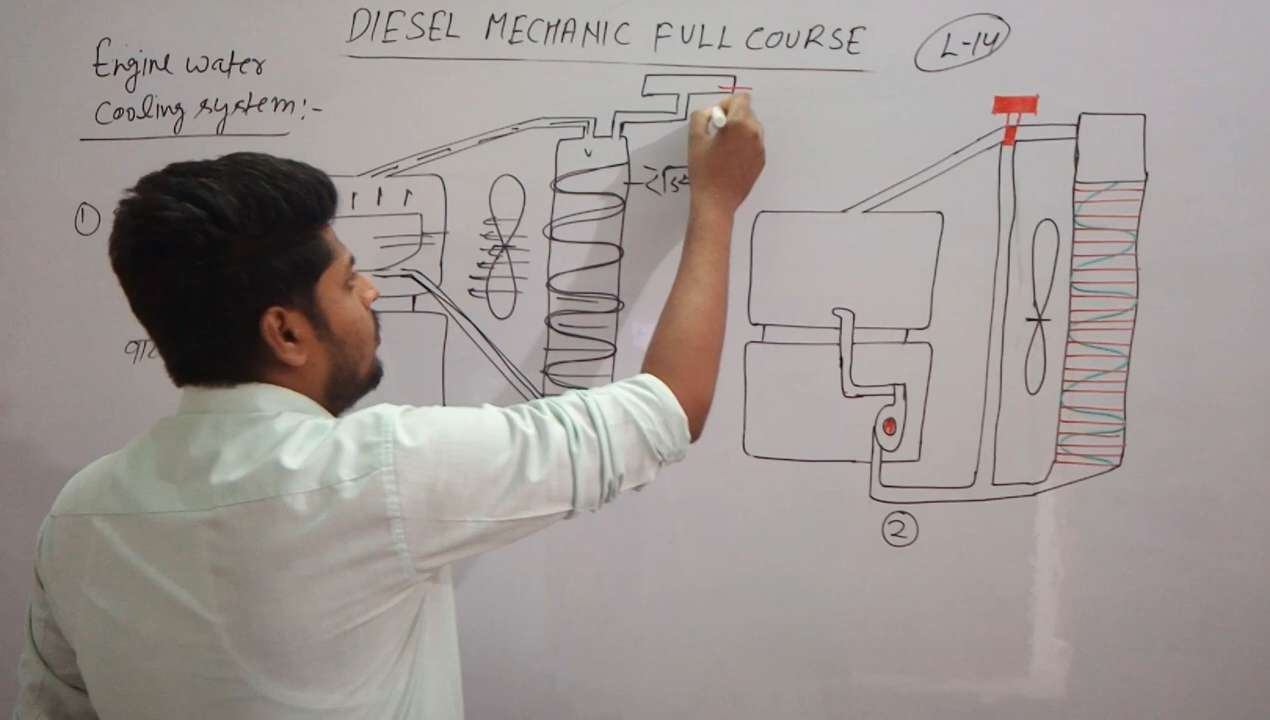 DIESEL MECHANIC FULL COURSE
L-14
Engine water
cooling system:-
1
2